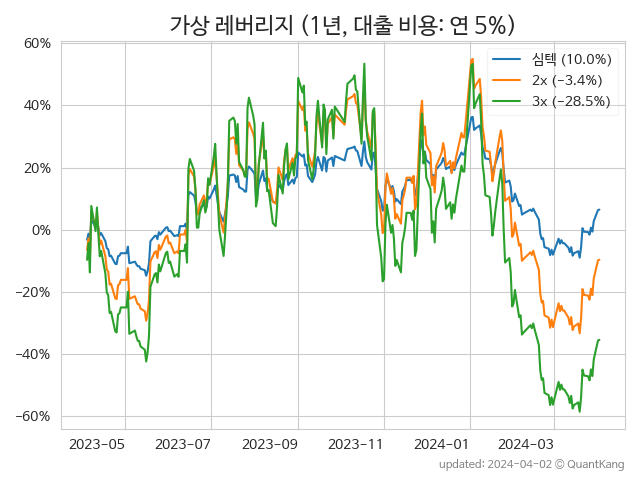 가상 레버리지 (1년, 대출 비용: 연 5%)
60%
40%
20%
0%
−20%
−40%
−60%
심텍 (10.0%)
2x (−3.4%)
3x (−28.5%)
2023-05
2023-07
2023-09
2023-11
2024-01
2024-03
updated: 2024-04-02 © QuantKang